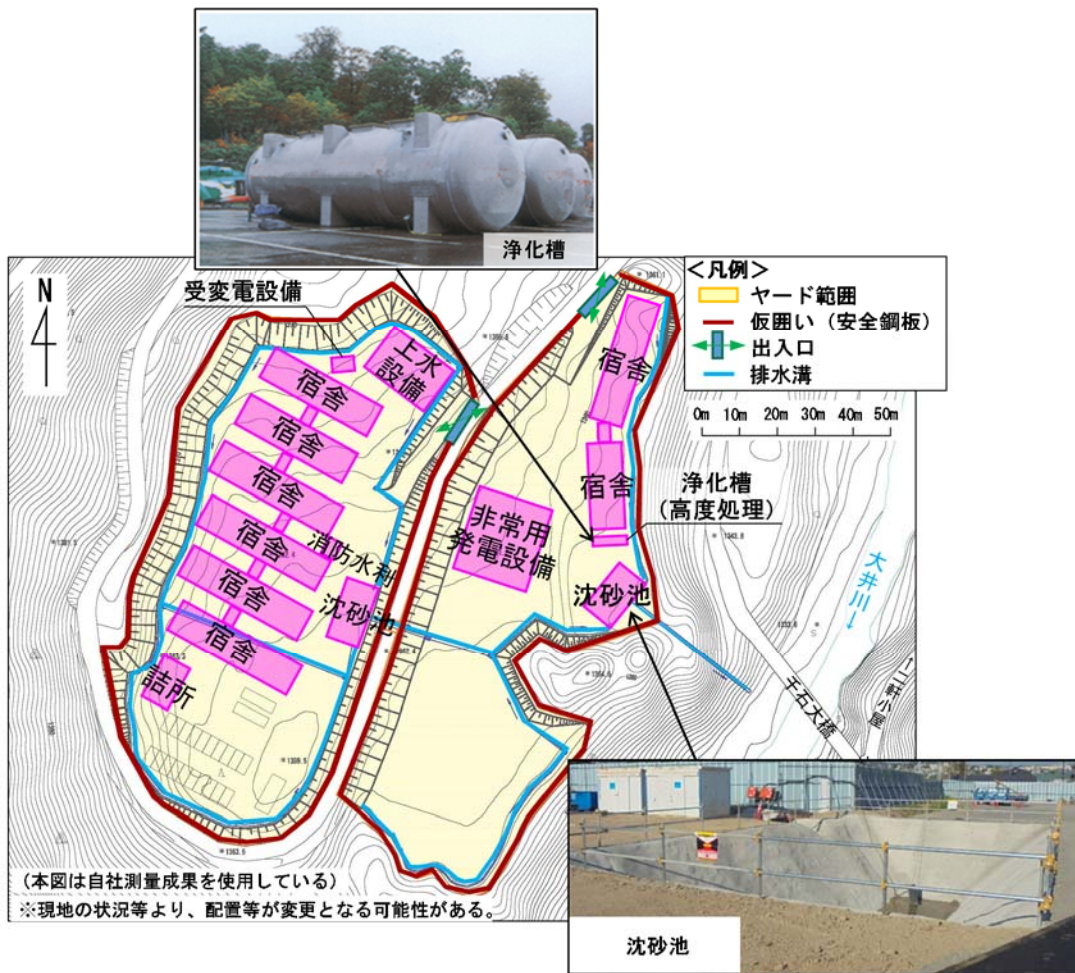 浄化槽
N
受変電設備
上水
設備
宿舎
宿舎
宿舎
宿舎
宿舎
宿舎
消防水利
沈砂池
詰所
宿舎
宿舎
非常用
発電設備
浄化槽
(高度処理)
沈砂池
<凡例>
ヤード範囲
仮囲い(安全鋼板)
出入口
排水溝
0m 10m 20m 30m 40m 50m
大井川→
千石大橋
↑二軒小屋
(本図は自社測量成果を使用している)
※現地の状況等より、配置等が変更となる可能性がある。
沈砂池